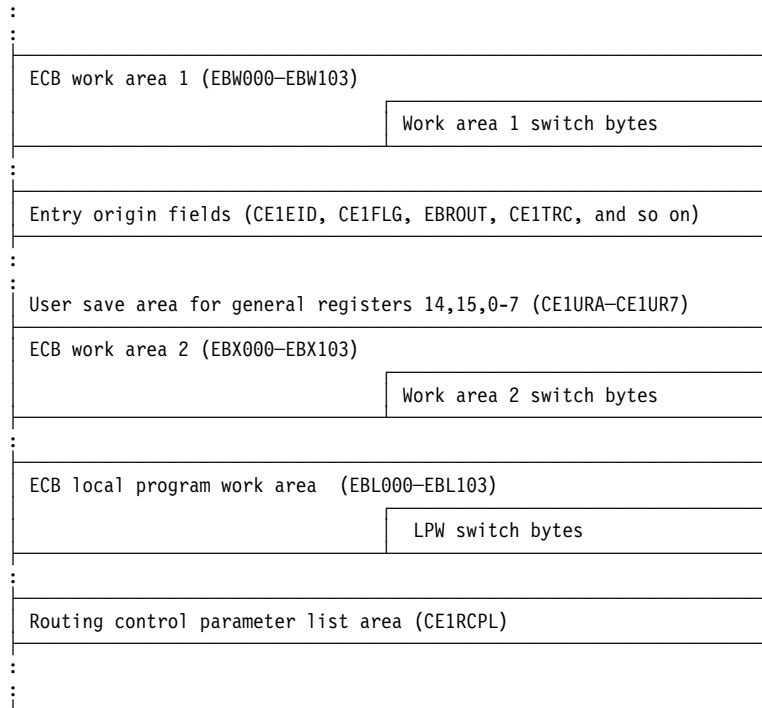 :
:
ECB work area 1 (EBW000—EBW103)
Work area 1 switch bytes
:
Entry origin fields (CE1EID, CE1FLG, EBROUT, CE1TRC, and so on)
:
:
User save area for general registers 14,15,0-7 (CE1URA—CE1UR7)
ECB work area 2 (EBX000—EBX103)
Work area 2 switch bytes
:
ECB local program work area (EBL000—EBL103)
LPW switch bytes
:
Routing control parameter list area (CE1RCPL)
:
: